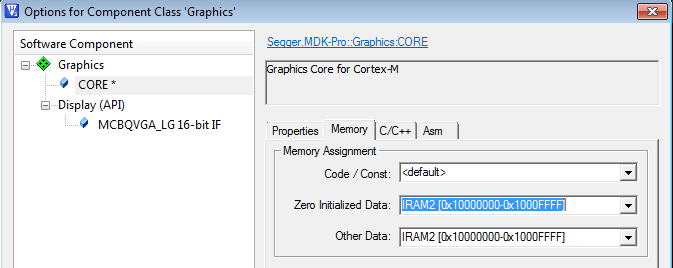 Options for Component Class 'Graphics'
Software Component
Graphics
CORE *
Display (API)
MCBQVGA_LG 16-bit IF
Segger.MDK-Pro::Graphics:CORE
Graphics Core for Cortex-M
Properties Memory C/C++ Asm
Memory Assignment
Code / Const: <default>
Zero Initialized Data: IRAM2 [0x10000000-0x1000FFFF]
Other Data: IRAM2 [0x10000000-0x1000FFFF]